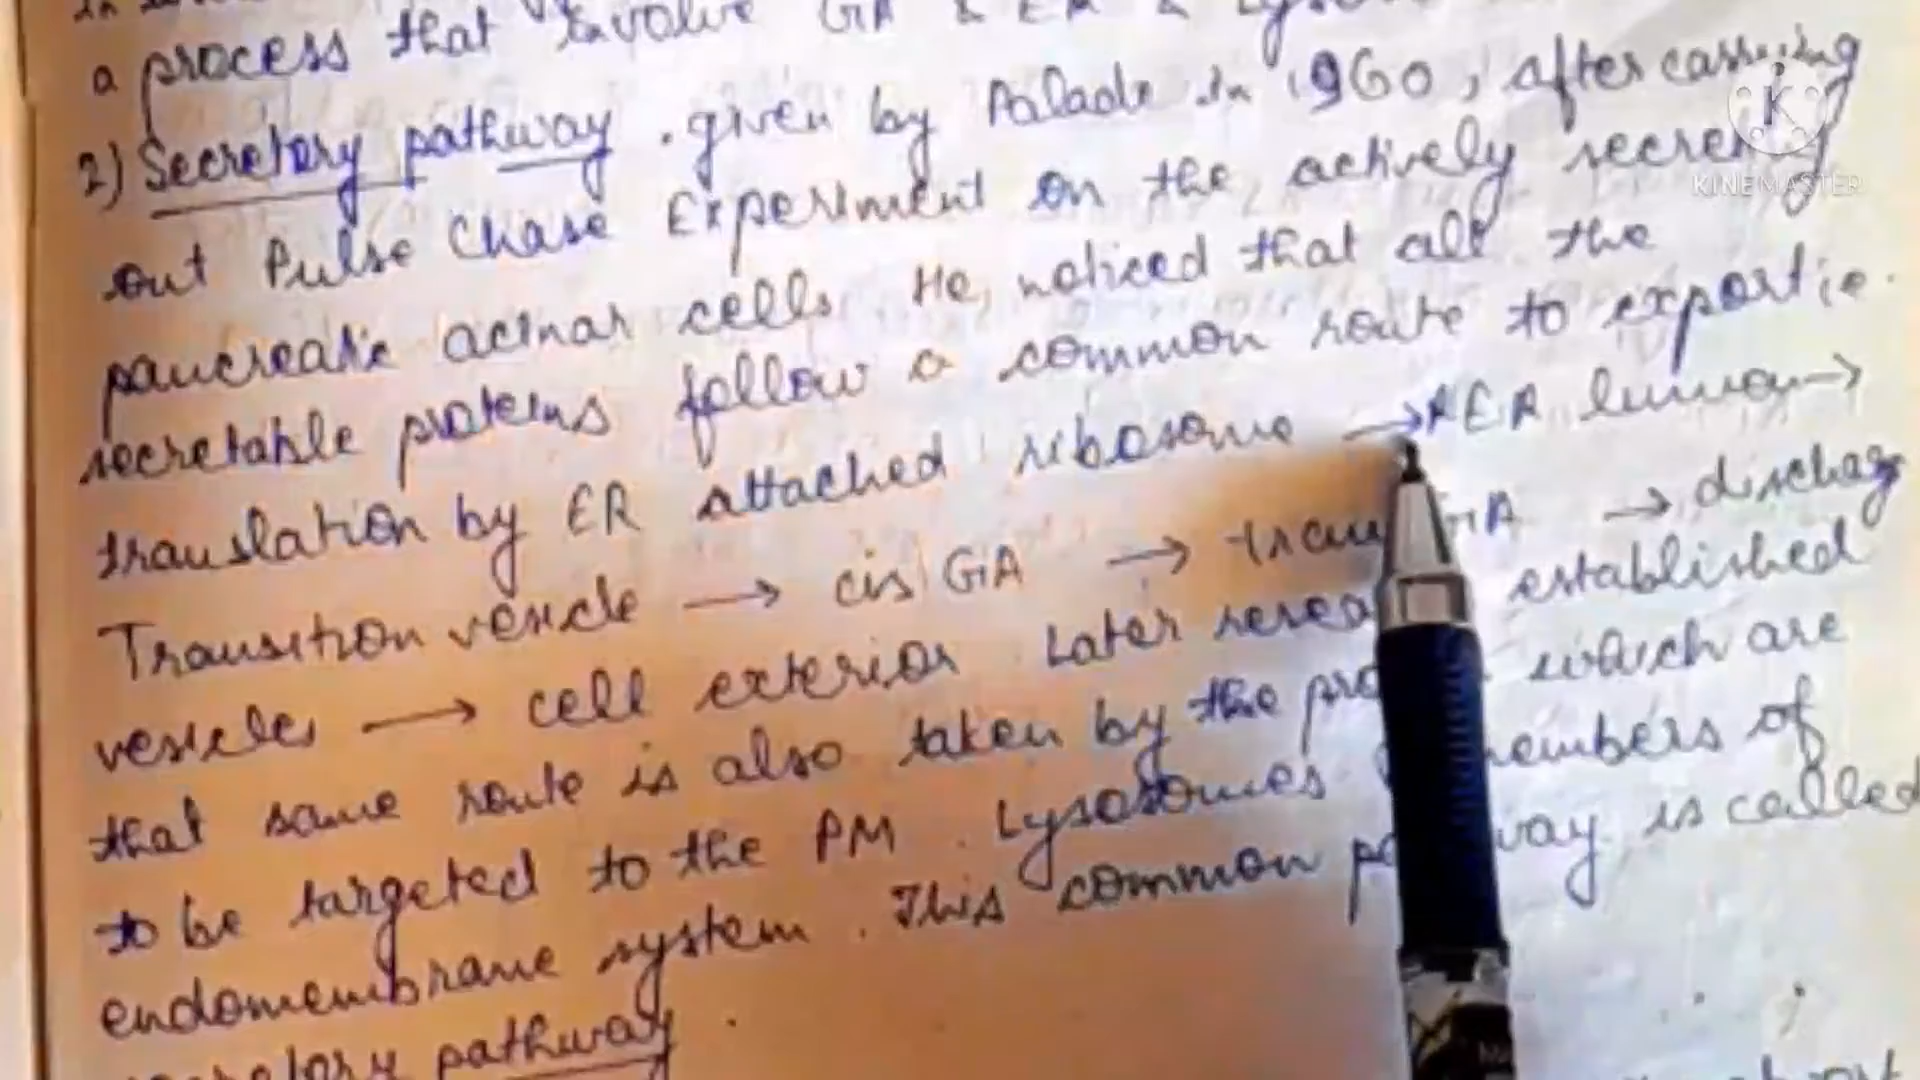 a process that involve GA & ER &
2) Secretory pathway . given by Palade in 1960 , after carrying
out Pulse Chase Experiment on the actively secreting
pancreatic acinar cells. He, noticed that all the
secretable proteins follow a common route to export ie.
translation by ER attached ribosome → RER lumen →
Transition vesicle → cis GA → trans GA → discharge
vesicles → cell exterior Later established
that same route is also taken by the which are
to be targeted to the PM . Lysosomes members of
endomembrane system . This common pathway is called
secretory pathway .
K
KINEMASTER